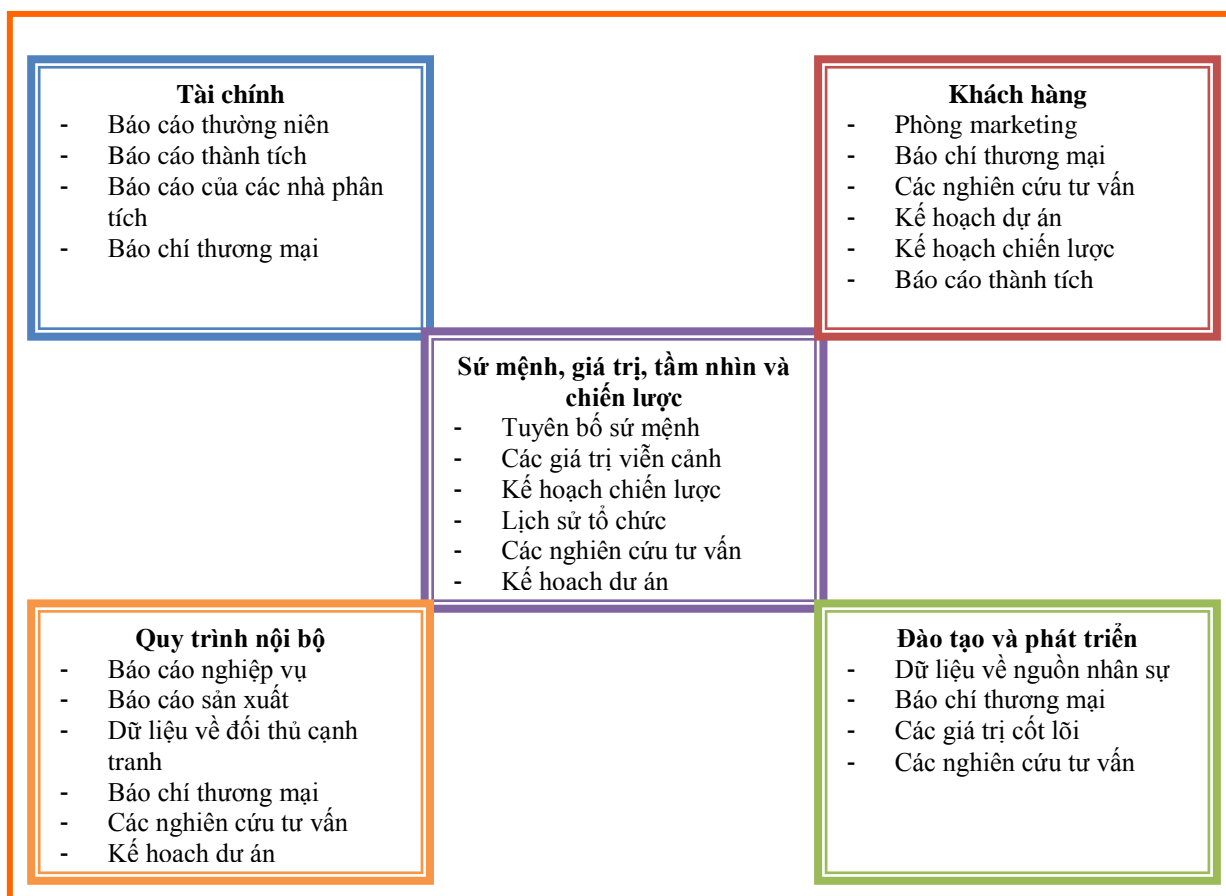 Tài chính
- Báo cáo thường niên
- Báo cáo thành tích
- Báo cáo của các nhà phân
tích
- Báo chí thương mại
Khách hàng
- Phòng marketing
- Báo chí thương mại
- Các nghiên cứu tư vấn
- Kế hoạch dự án
- Kế hoạch chiến lược
- Báo cáo thành tích
Sứ mệnh, giá trị, tầm nhìn và
chiến lược
- Tuyên bố sứ mệnh
- Các giá trị viễn cảnh
- Kế hoạch chiến lược
- Lịch sử tổ chức
- Các nghiên cứu tư vấn
- Kế hoach dư án
Quy trình nội bộ
- Báo cáo nghiệp vụ
- Báo cáo sản xuất
- Dữ liệu về đối thủ cạnh
tranh
- Báo chí thương mại
- Các nghiên cứu tư vấn
- Kế hoach dư án
Đào tạo và phát triển
- Dữ liệu về nguồn nhân sự
- Báo chí thương mại
- Các giá trị cốt lõi
- Các nghiên cứu tư vấn